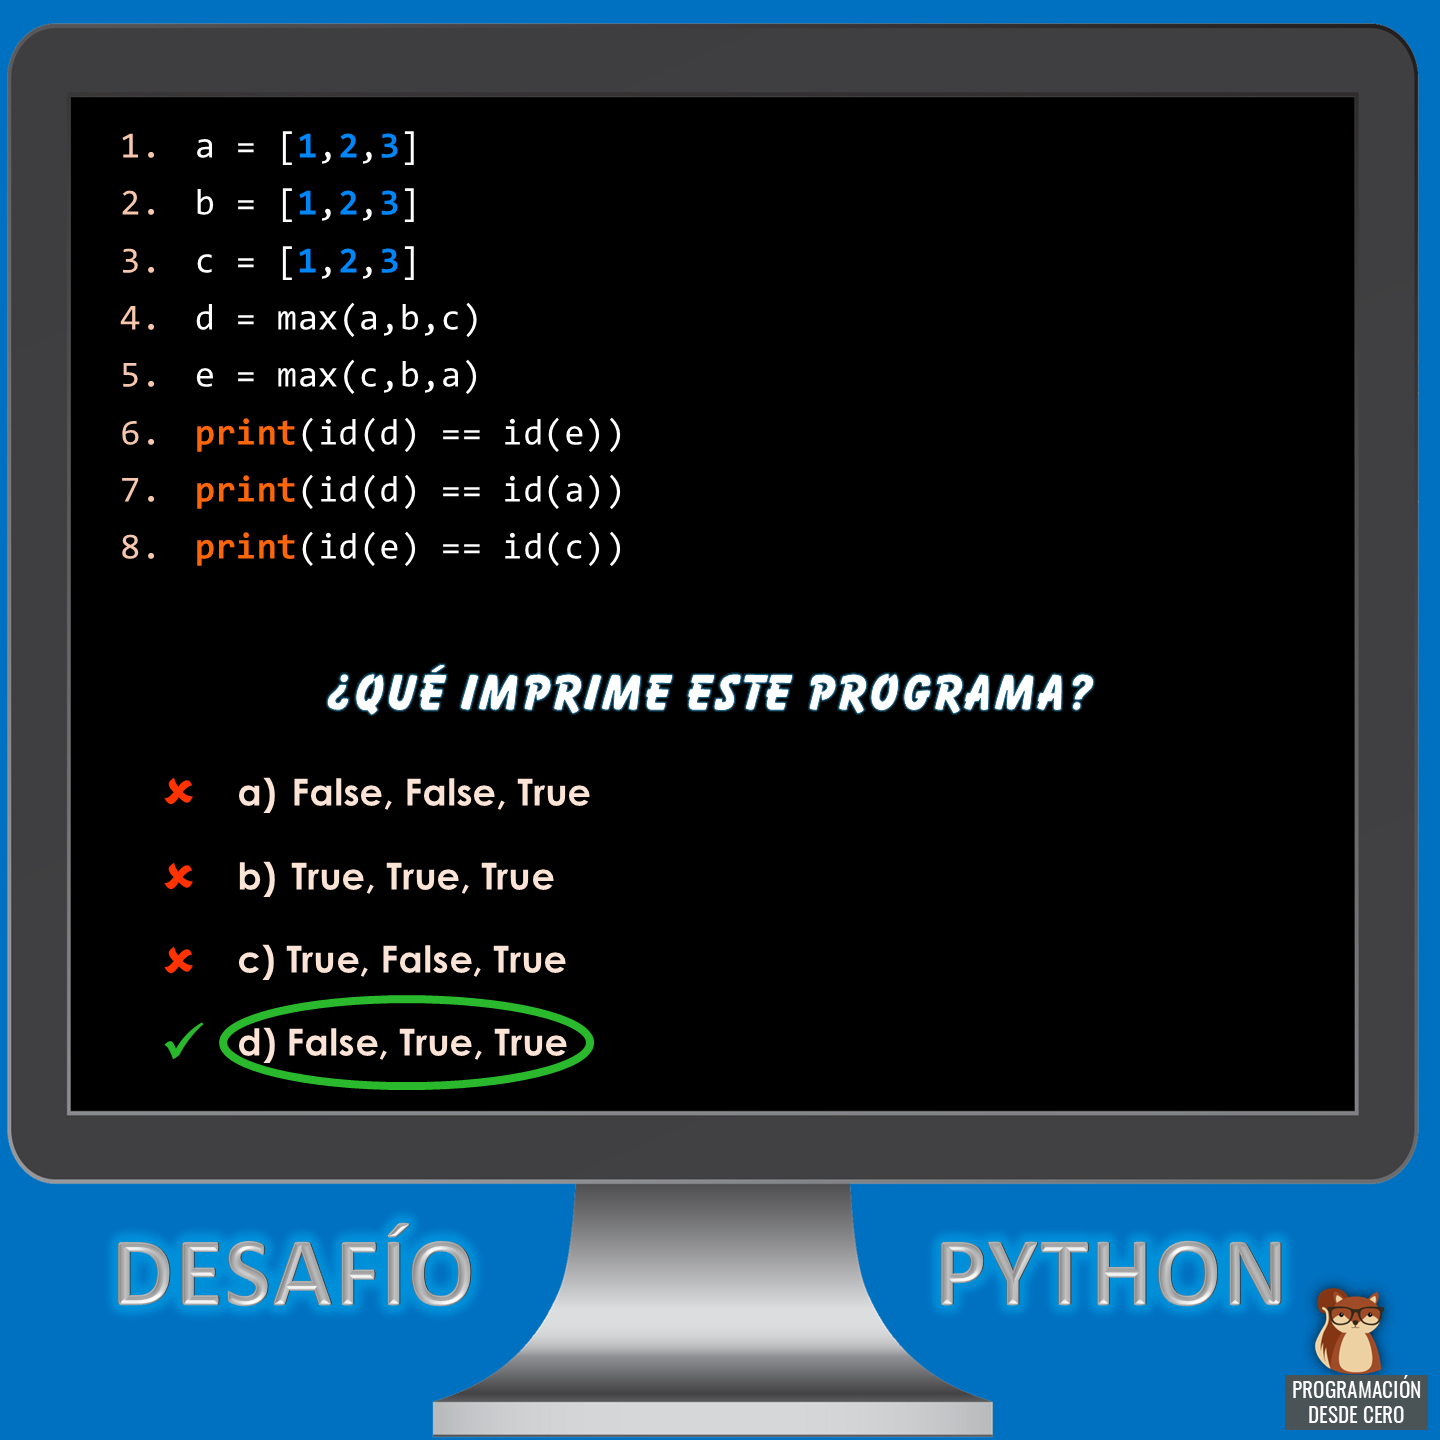 1. a = [1,2,3]
2. b = [1,2,3]
3. c = [1,2,3]
4. d = max(a,b,c)
5. e = max(c,b,a)
6. print(id(d) == id(e))
7. print(id(d) == id(a))
8. print(id(e) == id(c))
¿QUÉ IMPRIME ESTE PROGRAMA?
a) False, False, True
b) True, True, True
c) True, False, True
d) False, True, True
DESAFÍO PYTHON
PROGRAMACIÓN
DESDE CERO